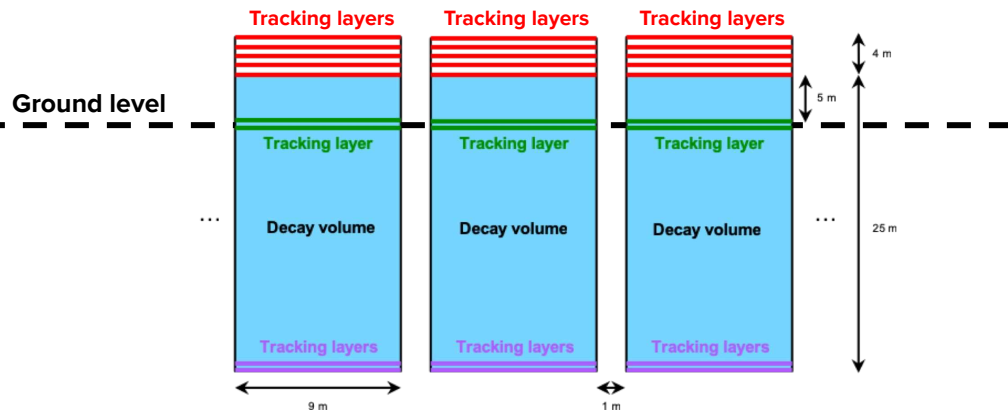 Tracking layers Tracking layers Tracking layers
4 m
5 m
Ground level
Tracking layer Tracking layer Tracking layer
... Decay volume Decay volume Decay volume ...
25 m
Tracking layers Tracking layers Tracking layers
9 m 1 m